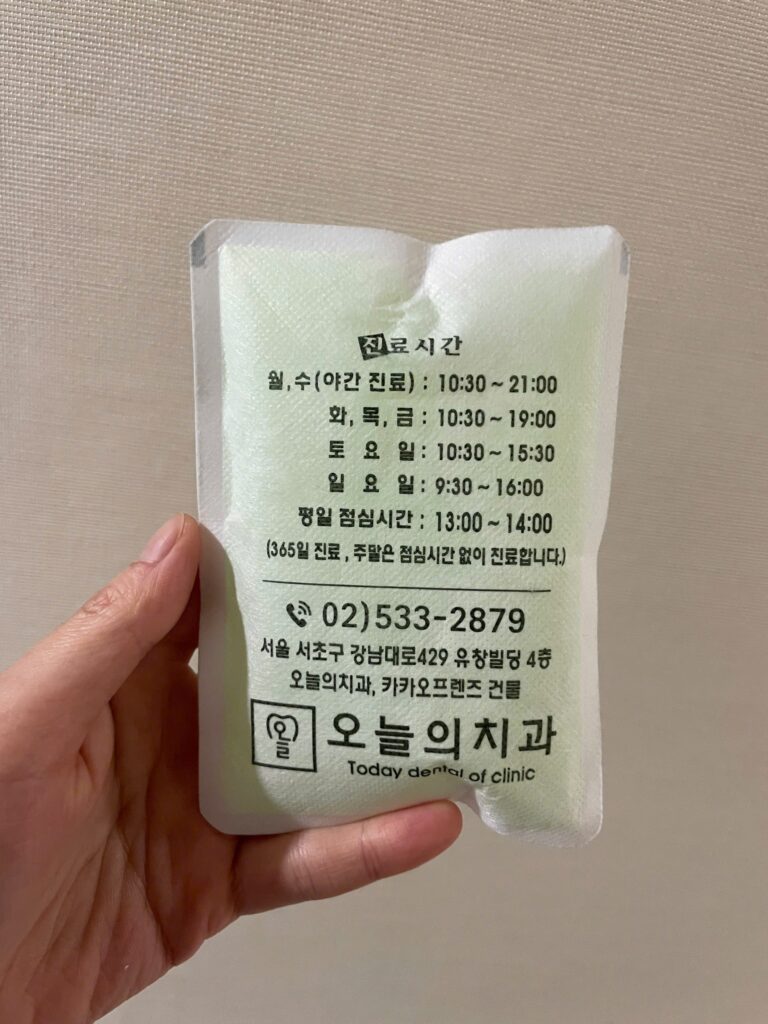 진료시간
월,수(야간 진료) : 10:30 ~ 21:00
화, 목, 금 : 10:30 ~ 19:00
토 요 일 : 10:30 ~ 15:30
일 요 일 : 9:30 ~ 16:00
평일 점심시간 : 13:00 ~ 14:00
(365일 진료 , 주말은 점심시간 없이 진료합니다.)
02)533-2879
서울 서초구 강남대로429 유창빌딩 4층
오늘의치과, 카카오프렌즈 건물
오늘의치과
Today dental of clinic